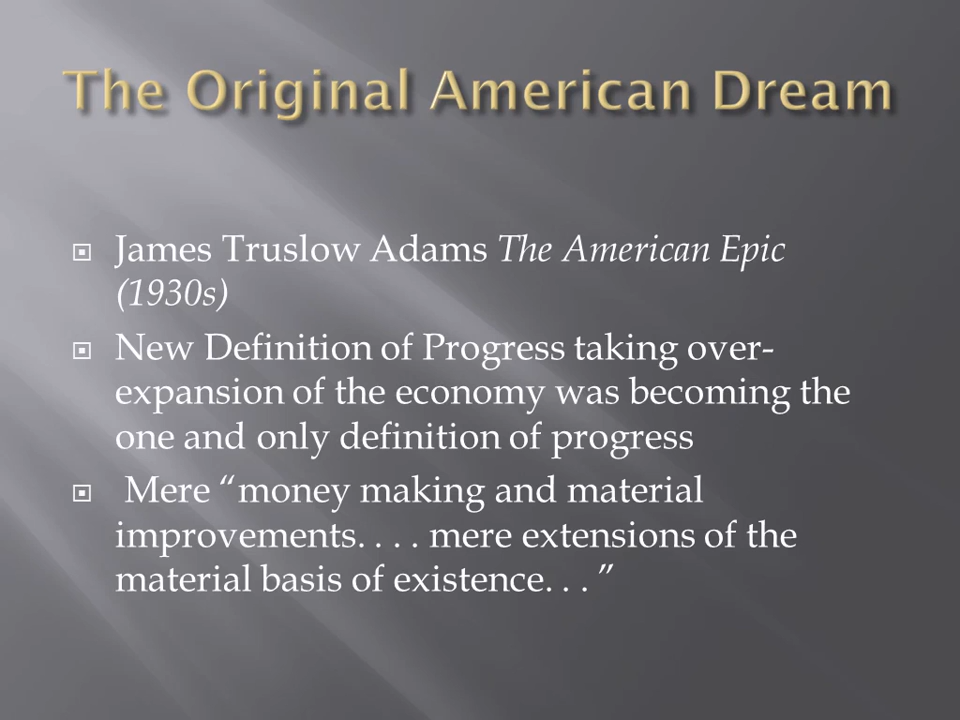 The Original American Dream
James Truslow Adams The American Epic
(1930s)
New Definition of Progress taking over-
expansion of the economy was becoming the
one and only definition of progress
Mere “money making and material
improvements. . . . mere extensions of the
material basis of existence. . . ”